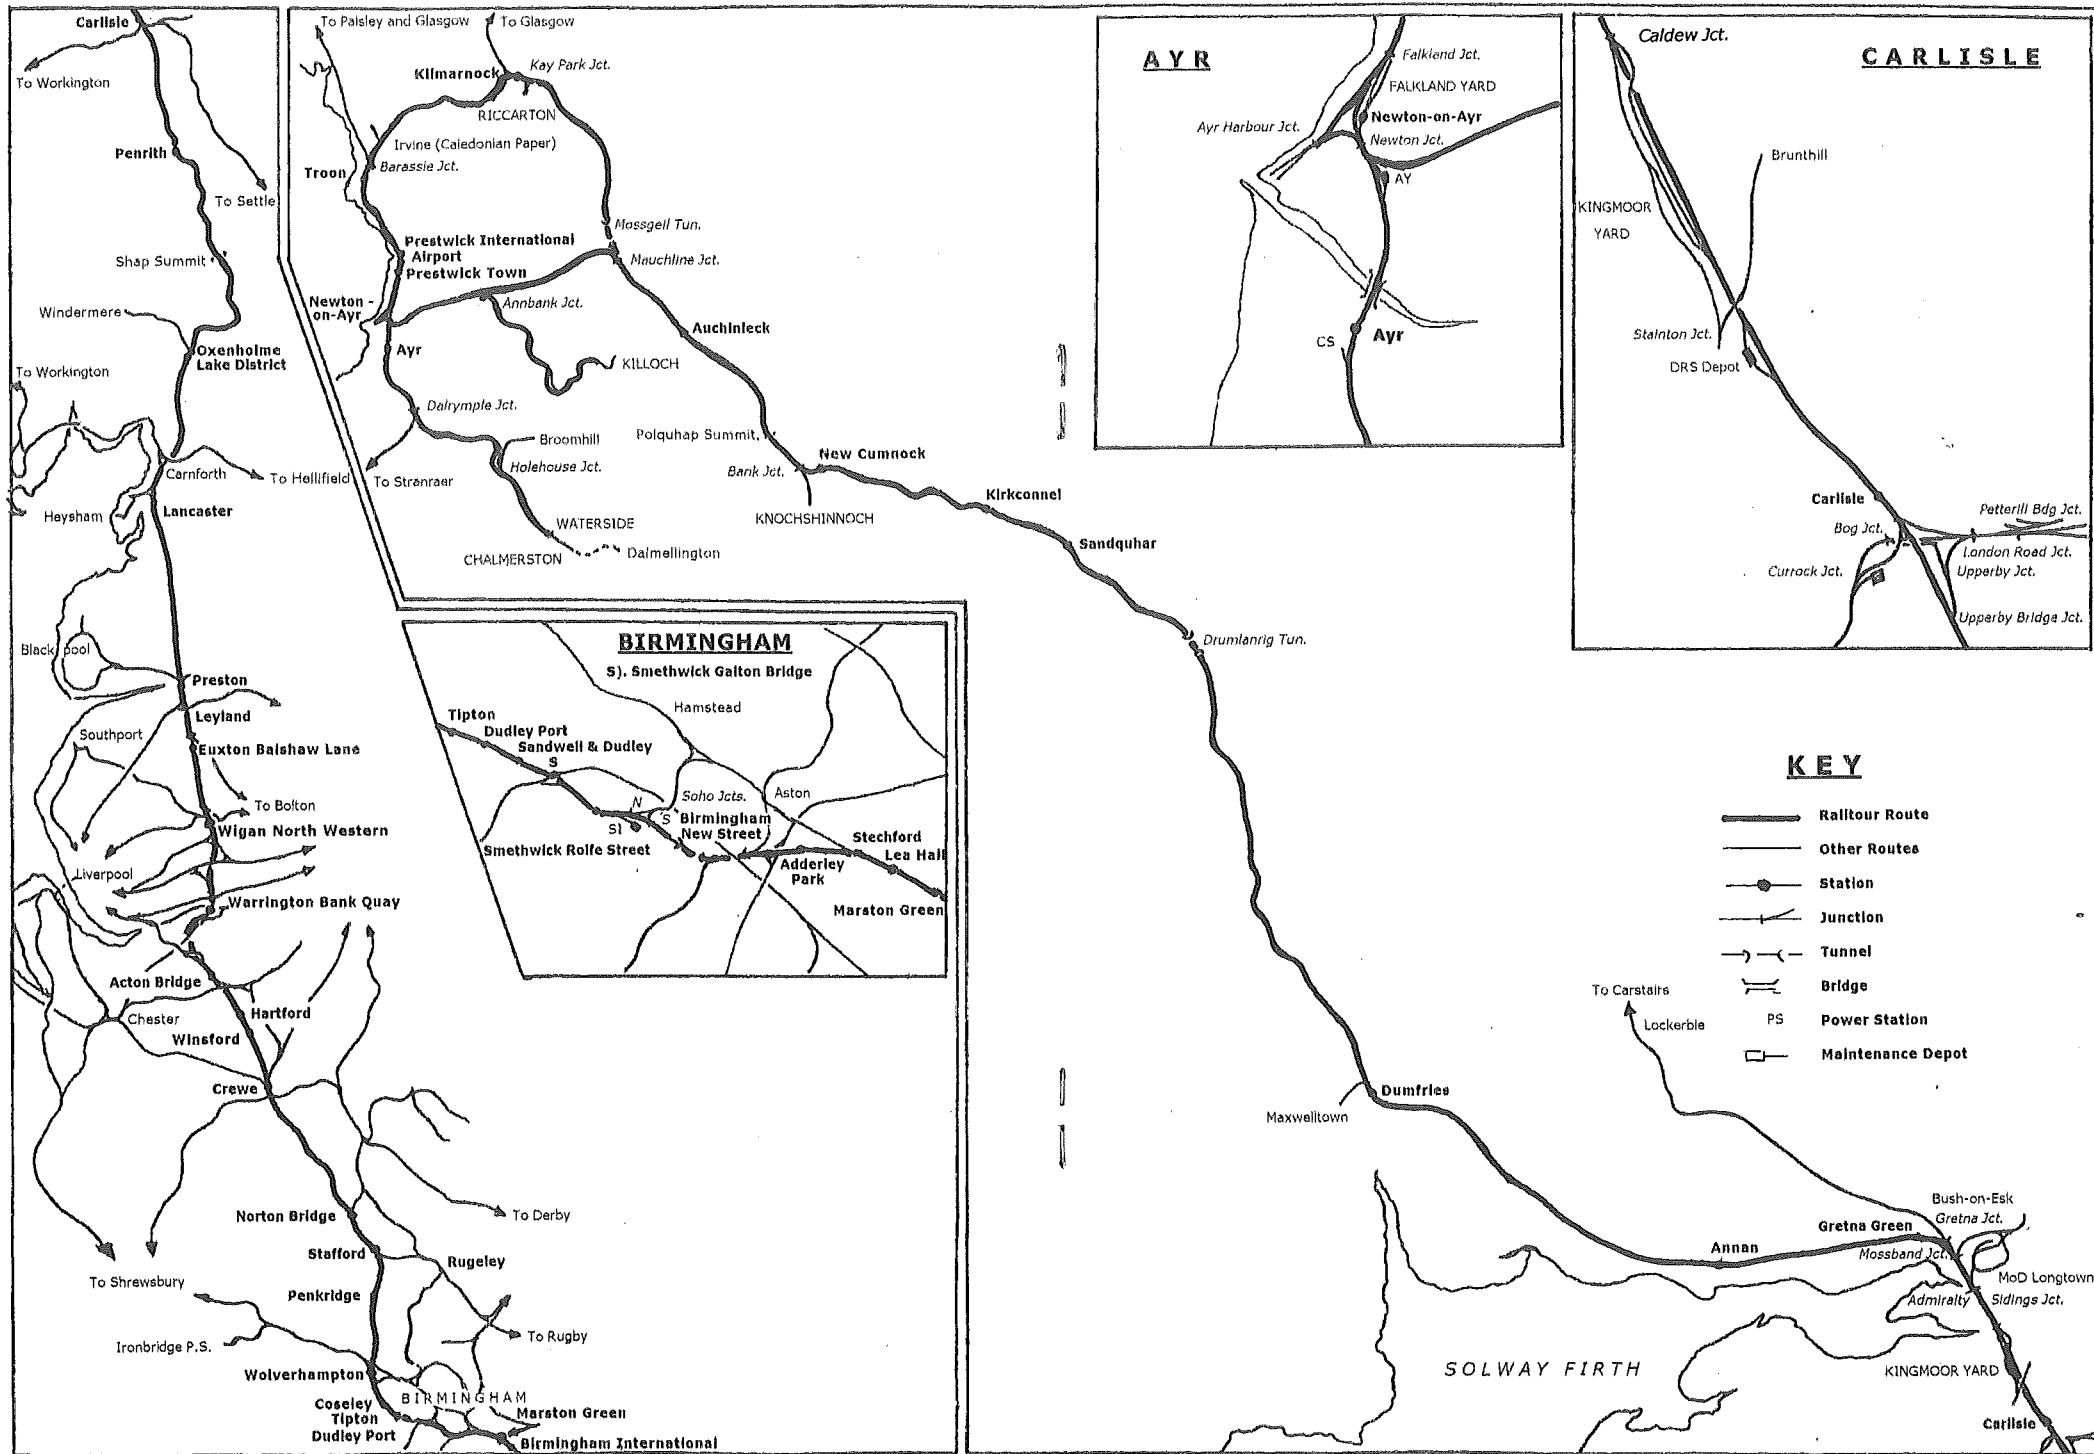 Carlisle
To Workington
Penrith
To Settle
Shap Summit
Windermere
Oxenholme
Lake District
To Workington
Carnforth
To Hellifield
Heysham
Lancaster
Blackpool
Preston
Leyland
Southport
Euxton Balshaw Lane
To Bolton
Wigan North Western
Liverpool
Warrington Bank Quay
Acton Bridge
Hartford
Chester
Winsford
Crewe
To Derby
Norton Bridge
Stafford
Rugeley
To Shrewsbury
Penkridge
To Rugby
Ironbridge P.S.
Wolverhampton
BIRMINGHAM
Coseley
Tipton
Dudley Port
Marston Green
Birmingham International
To Paisley and Glasgow
To Glasgow
Kilmarnock
Kay Park Jct.
RICCARTON
Irvine (Caledonian Paper)
Barassie Jct.
Troon
Mossgeil Tun.
Prestwick International
Airport
Prestwick Town
Mauchline Jct.
Newton -
on-Ayr
Annbank Jct.
Auchinleck
Ayr
KILLOCH
Dalrymple Jct.
Broomhill
Holehouse Jct.
To Stranraer
Polquhap Summit
Bank Jct.
New Cumnock
KNOCHSHINNOCH
WATERSIDE
CHALMERSTON
Dalmellington
Kirkconnel
Sandquhar
Drumlanrig Tun.
Maxwelltown
Dumfries
To Carstairs
Lockerbie
Annan
Gretna Green
Bush-on-Esk
Gretna Jct.
Mossband Jct.
MoD Longtown
Admiralty Sidings Jct.
SOLWAY FIRTH
KINGMOOR YARD
Carlisle
BIRMINGHAM
S). Smethwick Galton Bridge
Hamstead
Tipton
Dudley Port
Sandwell & Dudley
S
N
Soho Jcts.
Aston
SI
'S
Birmingham
New Street
Smethwick Rolfe Street
Stechford
Lea Hall
Adderley
Park
Marston Green
AYR
Falkland Jct.
FALKLAND YARD
Newton-on-Ayr
Ayr Harbour Jct.
Newton Jct.
AY
CS
Ayr
CARLISLE
Caldew Jct.
Brunthill
KINGMOOR
YARD
Stainton Jct.
DRS Depot
Carlisle
Petterill Bdg Jct.
Bog Jct.
London Road Jct.
Currock Jct.
Upperby Jct.
Upperby Bridge Jct.
KEY
Railtour Route
Other Routes
Station
Junction
Tunnel
Bridge
PS Power Station
Maintenance Depot